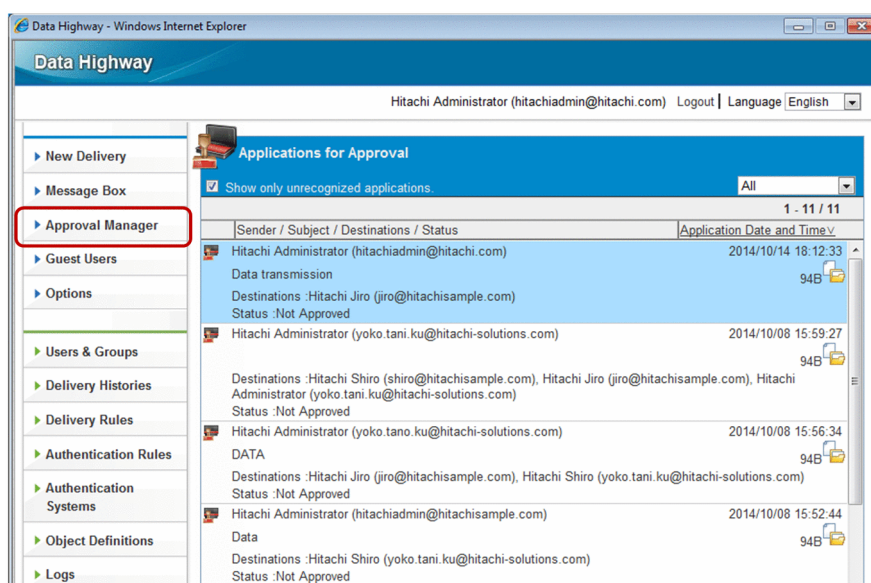 Data Highway - Windows Internet Explorer
Data Highway
Hitachi Administrator (hitachiadmin@hitachi.com) Logout Language English
New Delivery
Message Box
Approval Manager
Guest Users
Options
Users & Groups
Delivery Histories
Delivery Rules
Authentication Rules
Authentication
Systems
Object Definitions
Logs
Applications for Approval
Show only unrecognized applications.
All
1 - 11 / 11
Sender / Subject / Destinations / Status Application Date and Time
Hitachi Administrator (hitachiadmin@hitachi.com) 2014/10/14 18:12:33
Data transmission 94B
Destinations :Hitachi Jiro (jiro@hitachisample.com)
Status :Not Approved
Hitachi Administrator (yoko.tani.ku@hitachi-solutions.com) 2014/10/08 15:59:27
94B
Destinations :Hitachi Shiro (shiro@hitachisample.com), Hitachi Jiro (jiro@hitachisample.com), Hitachi
Administrator (yoko.tani.ku@hitachi-solutions.com)
Status :Not Approved
Hitachi Administrator (yoko.tano.ku@hitachi-solutions.com) 2014/10/08 15:56:34
DATA 94B
Destinations :Hitachi Jiro (jiro@hitachisample.com), Hitachi Shiro (yoko.tani.ku@hitachi-solutions.com)
Status :Not Approved
Hitachi Administrator (hitachiadmin@hitachisample.com) 2014/10/08 15:52:44
Data 94B
Destinations :Hitachi Shiro (yoko.tani.ku@hitachi-solutions.com)
Status :Not Approved